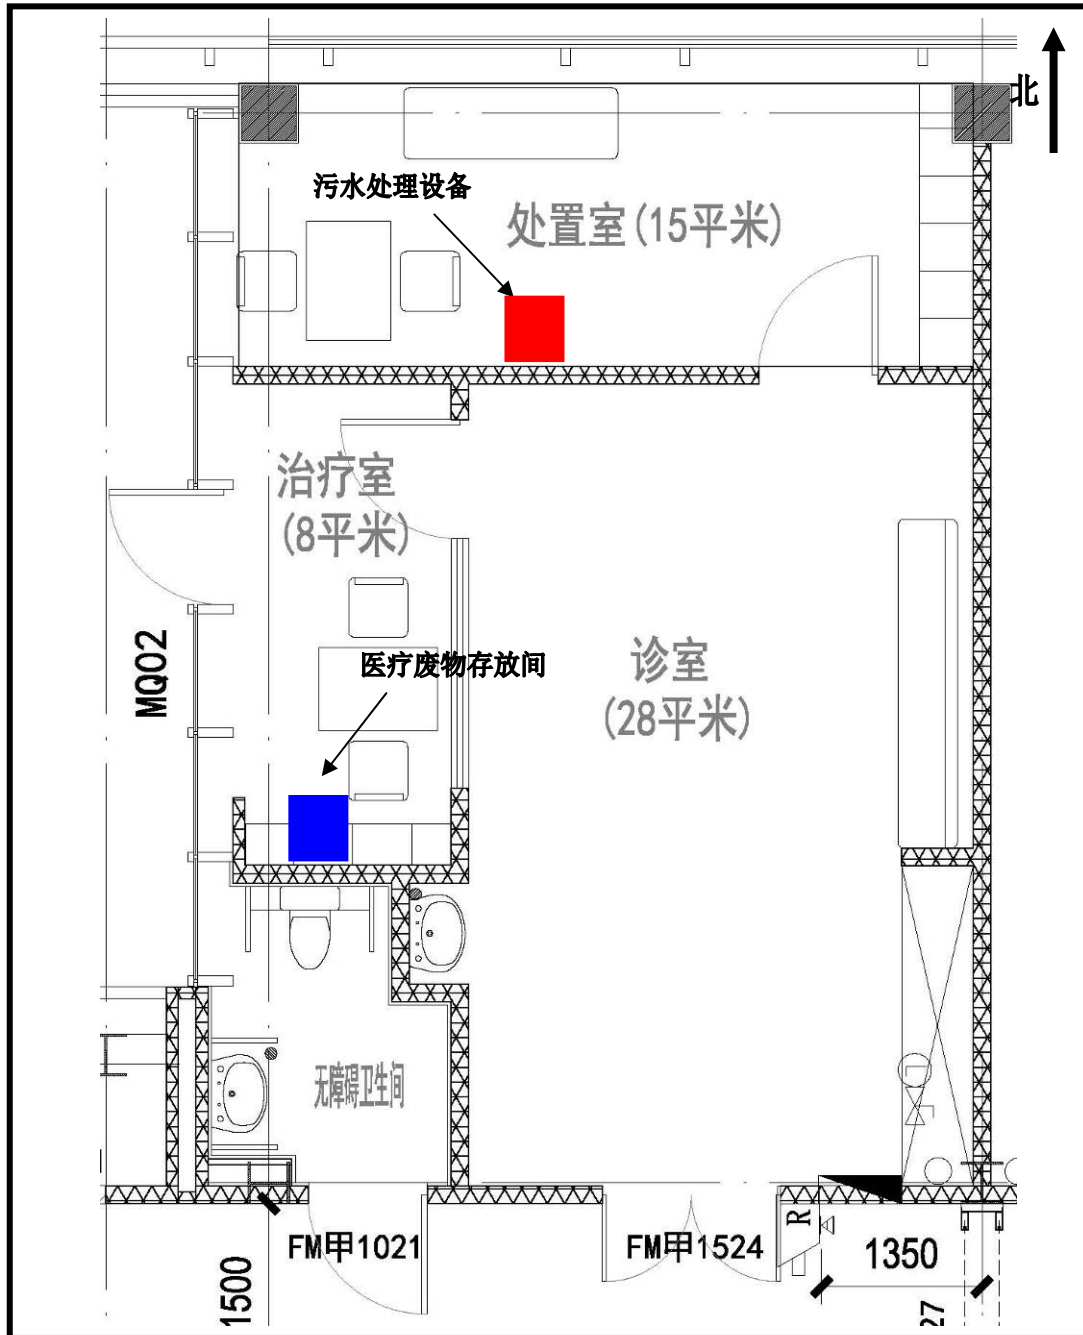 北
污水处理设备
处置室(15平米)
治疗室
(8平米)
MQ02
医疗废物存放间
诊室
(28平米)
无障碍卫生间
FM甲1021
FM甲1524
R
1350
1500
27